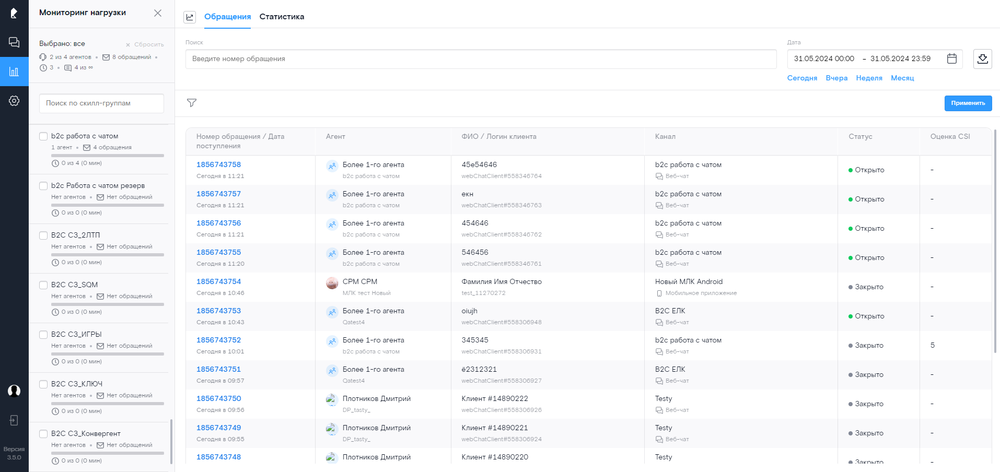 Мониторинг нагрузки
Выбрано: все
Сбросить
2 из 4 агентов • 8 обращений •
3 • 4 из ∞
Поиск по скилл-группам
b2c работа с чатом
1 агент • 4 обращения
0 из 4 (0 мин)
b2c Работа с чатом резерв
Нет агентов • Нет обращений
0 из 0 (0 мин)
B2C СЗ_2ЛТП
Нет агентов • Нет обращений
0 из 0 (0 мин)
B2C СЗ_SQM
Нет агентов • Нет обращений
0 из 0 (0 мин)
B2C СЗ_ИГРЫ
Нет агентов • Нет обращений
0 из 0 (0 мин)
B2C СЗ_КЛЮЧ
Нет агентов • Нет обращений
0 из 0 (0 мин)
B2C СЗ_Конвергент
Нет агентов • Нет обращений
0 из 0 (0 мин)
Версия
3.5.0
Обращения Статистика
Поиск
Введите номер обращения
Дата
31.05.2024 00:00 – 31.05.2024 23:59
Сегодня Вчера Неделя Месяц
Применить
Номер обращения / Дата поступления Агент ФИО / Логин клиента Канал Статус Оценка CSI
1856743758 Более 1-го агента 45e54646 b2c работа с чатом Открыто -
Сегодня в 11:21 b2c работа с чатом webChatClient#558346764 Веб-чат
1856743757 Более 1-го агента екн b2c работа с чатом Открыто -
Сегодня в 11:21 b2c работа с чатом webChatClient#558346763 Веб-чат
1856743756 Более 1-го агента 454646 b2c работа с чатом Открыто -
Сегодня в 11:21 b2c работа с чатом webChatClient#558346762 Веб-чат
1856743755 Более 1-го агента 546456 b2c работа с чатом Открыто -
Сегодня в 11:20 b2c работа с чатом webChatClient#558346761 Веб-чат
1856743754 СРМ СРМ Фамилия Имя Отчество Новый МЛК Android Закрыто -
Сегодня в 10:46 МЛК тест Новый test_11270272 Мобильное приложение
1856743753 Более 1-го агента oiujh B2C ЕЛК Открыто -
Сегодня в 10:43 Qatest4 webChatClient#558306948 Веб-чат
1856743752 Более 1-го агента 345345 b2c работа с чатом Закрыто 5
Сегодня в 10:01 b2c работа с чатом webChatClient#558306931 Веб-чат
1856743751 Более 1-го агента ё2312321 B2C ЕЛК Закрыто -
Сегодня в 09:57 Qatest4 webChatClient#558306927 Веб-чат
1856743750 Плотников Дмитрий Клиент #14890222 Testy Закрыто -
Сегодня в 09:56 DP_tasty_ webChatClient#558306926 Веб-чат
1856743749 Плотников Дмитрий Клиент #14890221 Testy Закрыто -
Сегодня в 09:55 DP_tasty_ webChatClient#558306924 Веб-чат
1856743748 Плотников Дмитрий Клиент #14890220 Testy Закрыто -